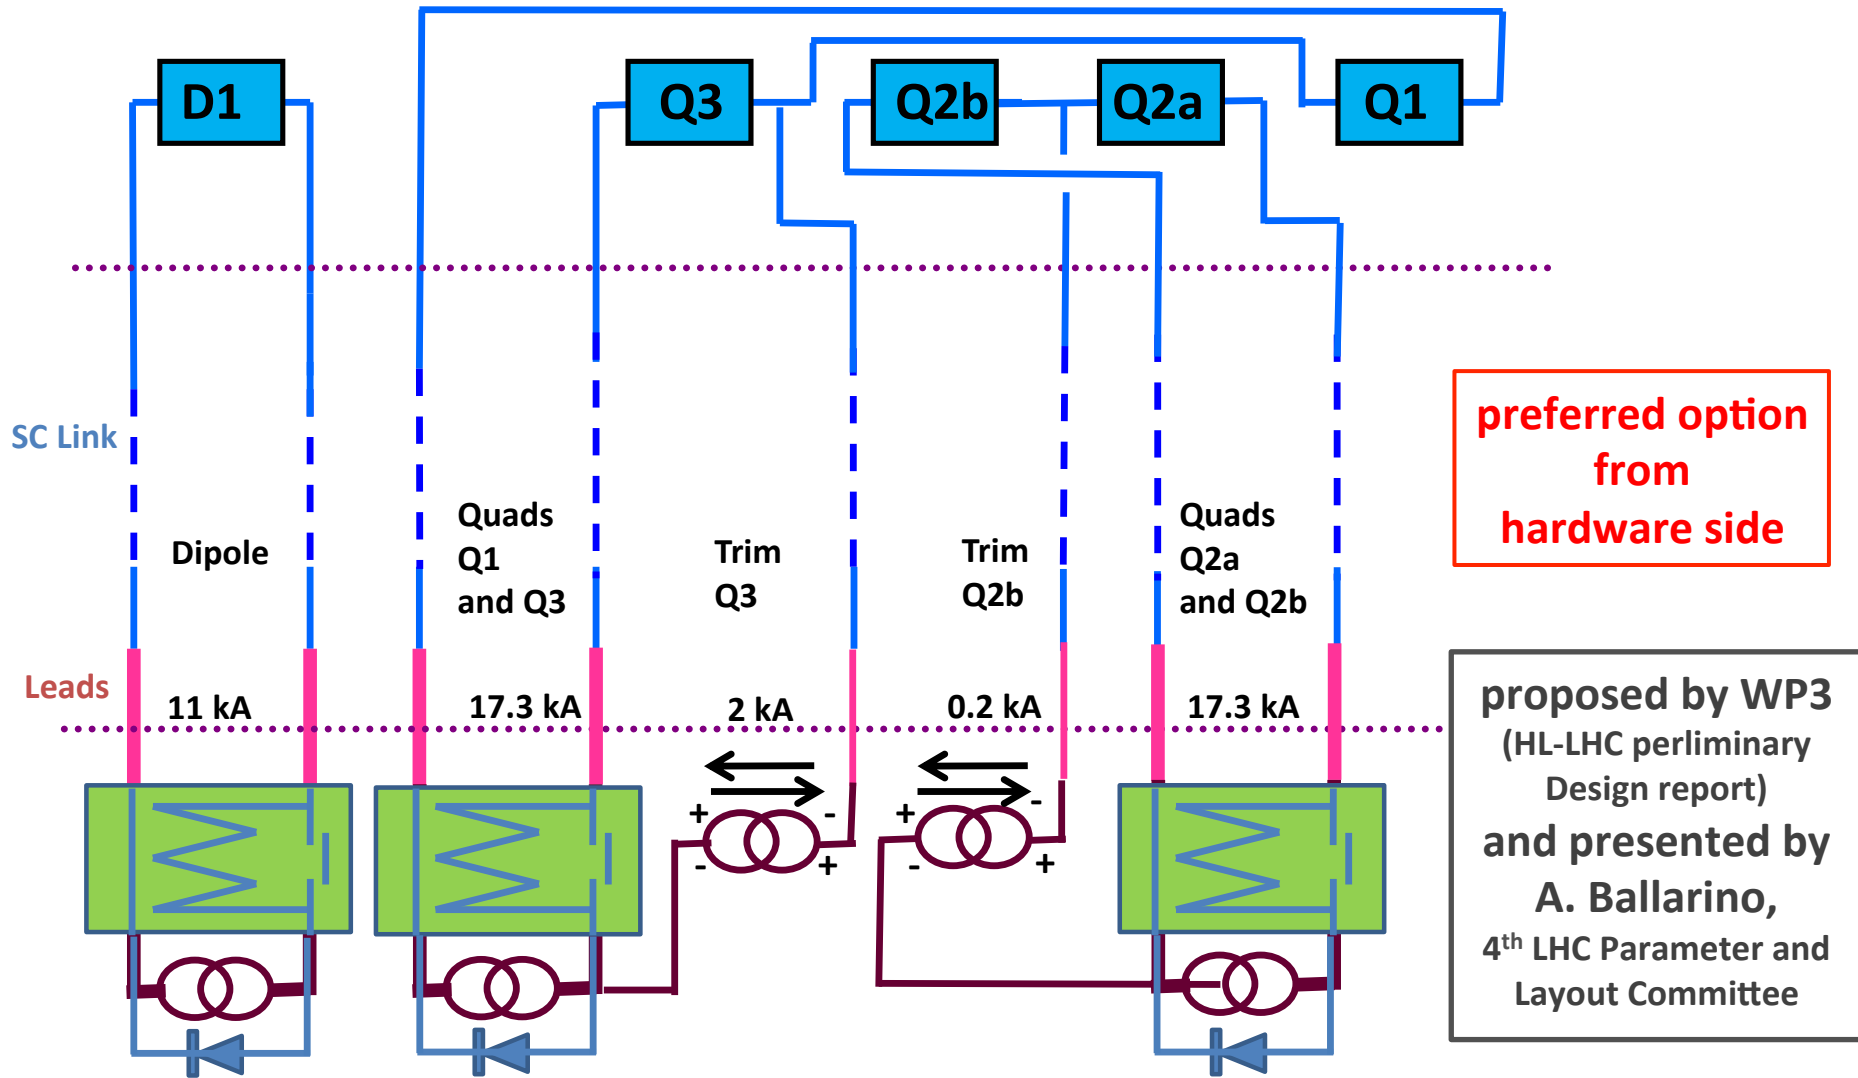 D1
Q3
Q2b
Q2a
Q1
SC Link
Dipole
Quads
Q1
and Q3
Trim
Q3
Trim
Q2b
Quads
Q2a
and Q2b
preferred option
from
hardware side
Leads
11 kA
17.3 kA
2 kA
0.2 kA
17.3 kA
+ -
- +
+ -
- +
proposed by WP3
(HL-LHC perliminary
Design report)
and presented by
A. Ballarino,
4th LHC Parameter and
Layout Committee